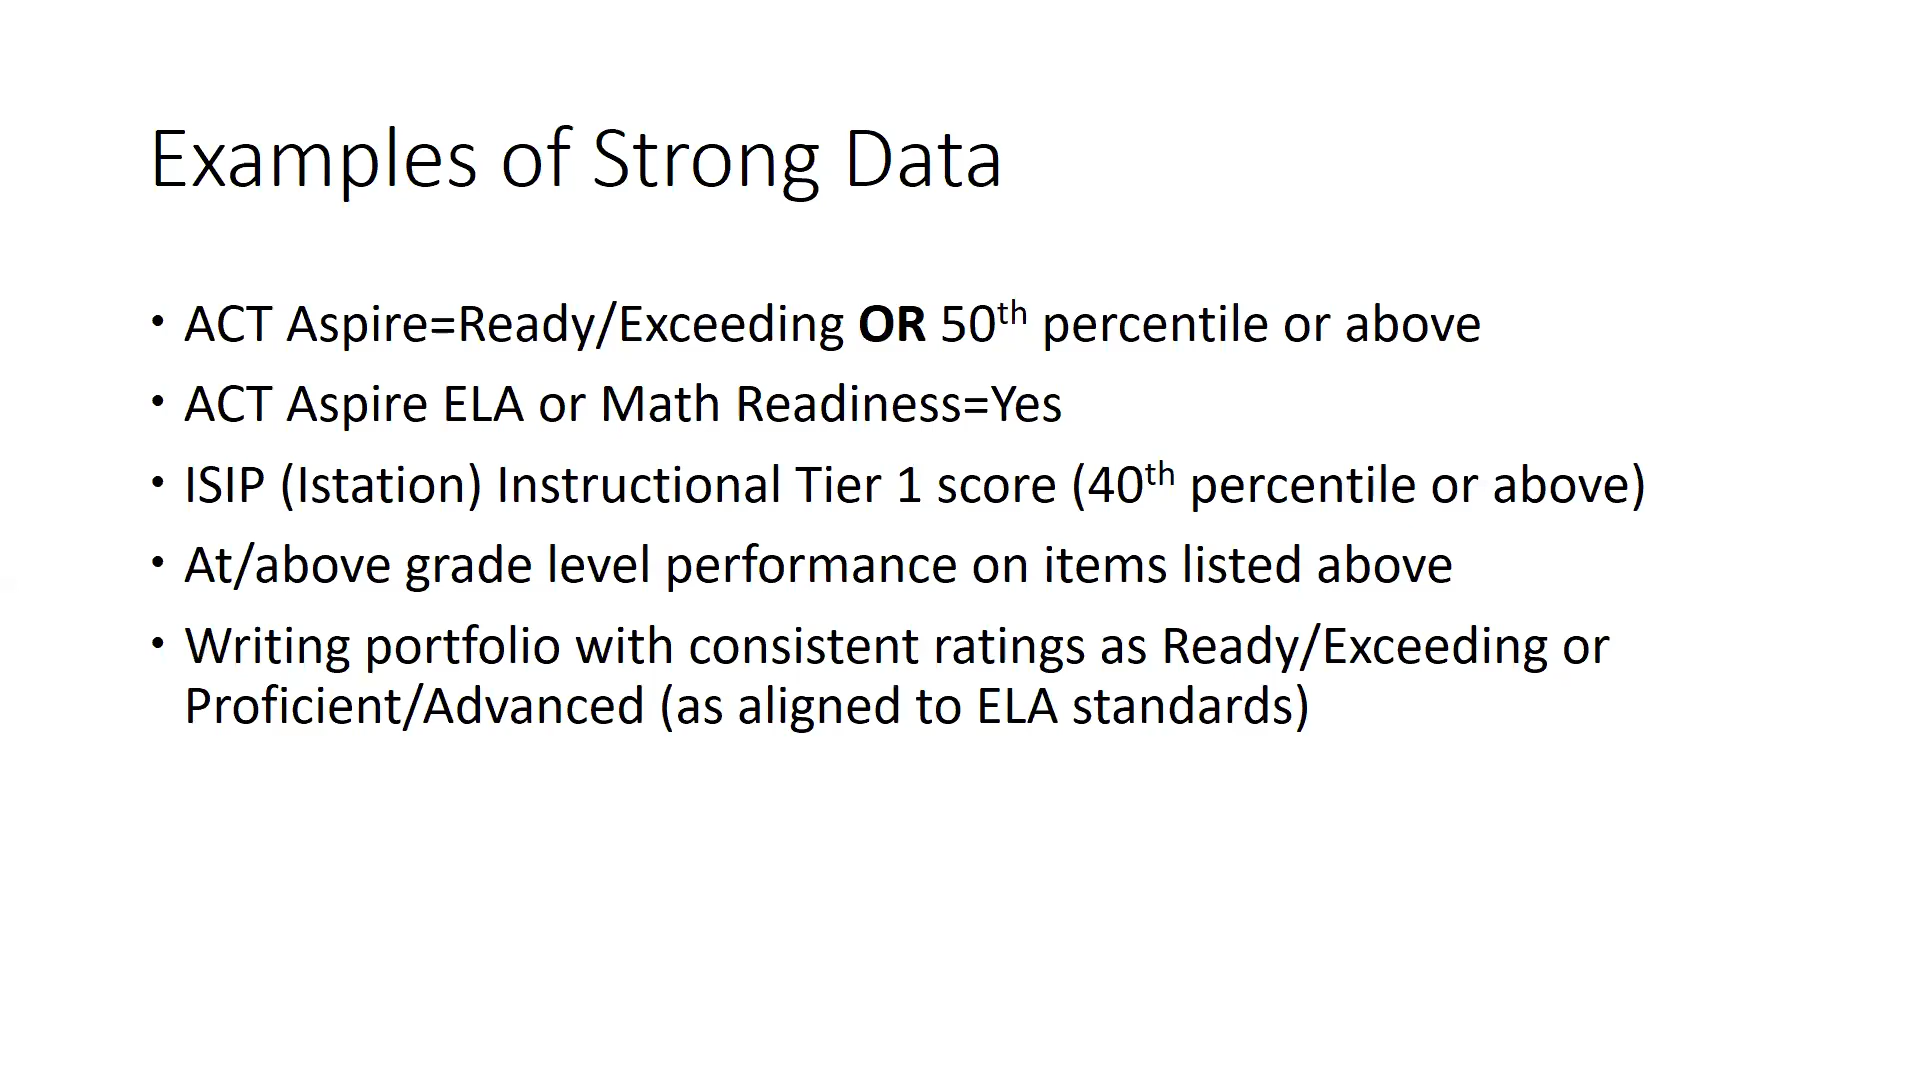 Examples of Strong Data
• ACT Aspire=Ready/Exceeding OR 50th percentile or above
• ACT Aspire ELA or Math Readiness=Yes
• ISIP (Istation) Instructional Tier 1 score (40th percentile or above)
• At/above grade level performance on items listed above
• Writing portfolio with consistent ratings as Ready/Exceeding or
Proficient/Advanced (as aligned to ELA standards)